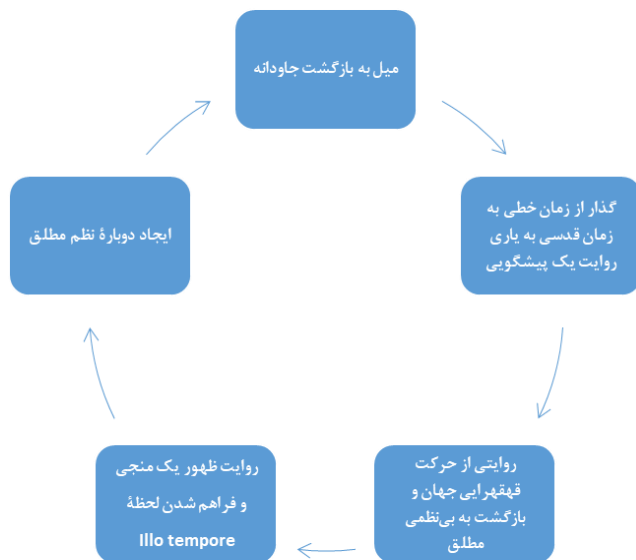 میل به بازگشت جاودانه
گذار از زمان خطی به
زمان قدسی به یاری
روایت یک پیشگویی
روایتی از حرکت
قهقهرایی جهان و
بازگشت به بی‌نظمی
مطلق
روایت ظهور یک منجی
و فراهم شدن لحظهٔ
Illo tempore
ایجاد دوبارهٔ نظم مطلق